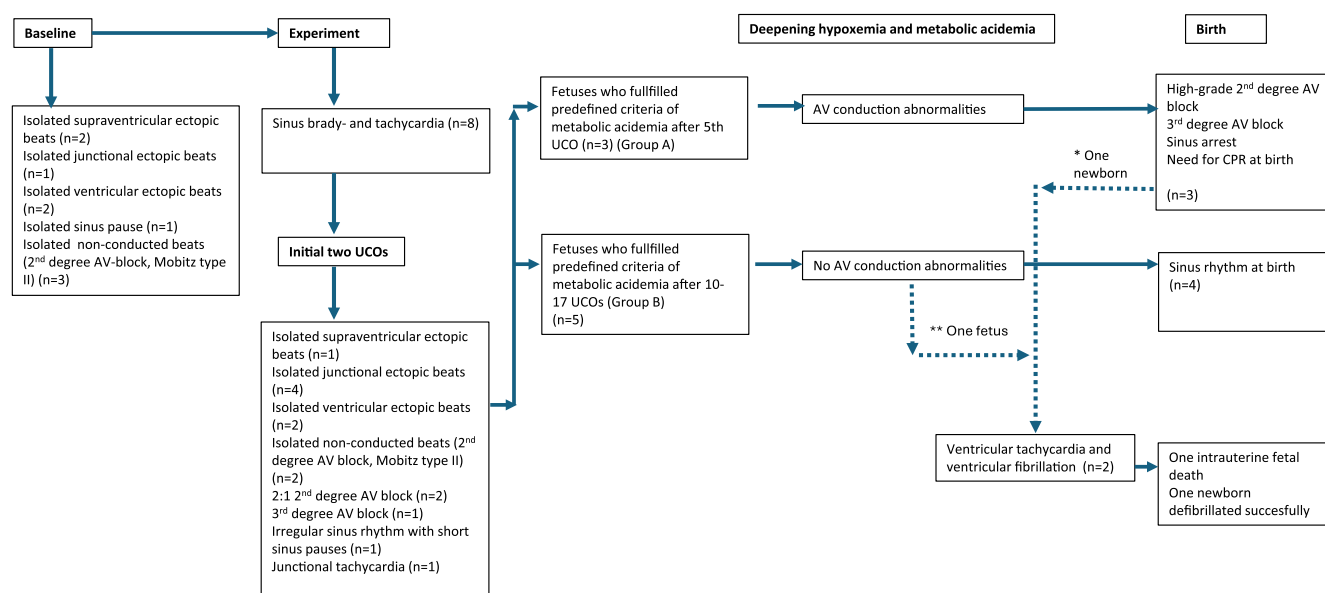 Baseline
Experiment
Deepening hypoxemia and metabolic acidemia
Birth
Isolated supraventricular ectopic
beats (n=2)
Isolated junctional ectopic beats
(n=1)
Isolated ventricular ectopic beats
(n=2)
Isolated sinus pause (n=1)
Isolated non-conducted beats
(2nd degree AV-block, Mobitz type
II) (n=3)
Sinus brady- and tachycardia (n=8)
Initial two UCOs
Isolated supraventricular ectopic
beats (n=1)
Isolated junctional ectopic beats
(n=4)
Isolated ventricular ectopic beats
(n=2)
Isolated non-conducted beats (2nd
degree AV block, Mobitz type II)
(n=2)
2:1 2nd degree AV block (n=2)
3rd degree AV block (n=1)
Irregular sinus rhythm with short
sinus pauses (n=1)
Junctional tachycardia (n=1)
Fetuses who fullfilled
predefined criteria of
metabolic acidemia after 5th
UCO (n=3) (Group A)
AV conduction abnormalities
High-grade 2nd degree AV
block
3rd degree AV block
Sinus arrest
Need for CPR at birth
(n=3)
* One
newborn
Fetuses who fullfilled
predefined criteria of
metabolic acidemia after 10-
17 UCOs (Group B)
(n=5)
No AV conduction abnormalities
Sinus rhythm at birth
(n=4)
** One fetus
Ventricular tachycardia and
ventricular fibrillation (n=2)
One intrauterine fetal
death
One newborn
defibrillated succesfully